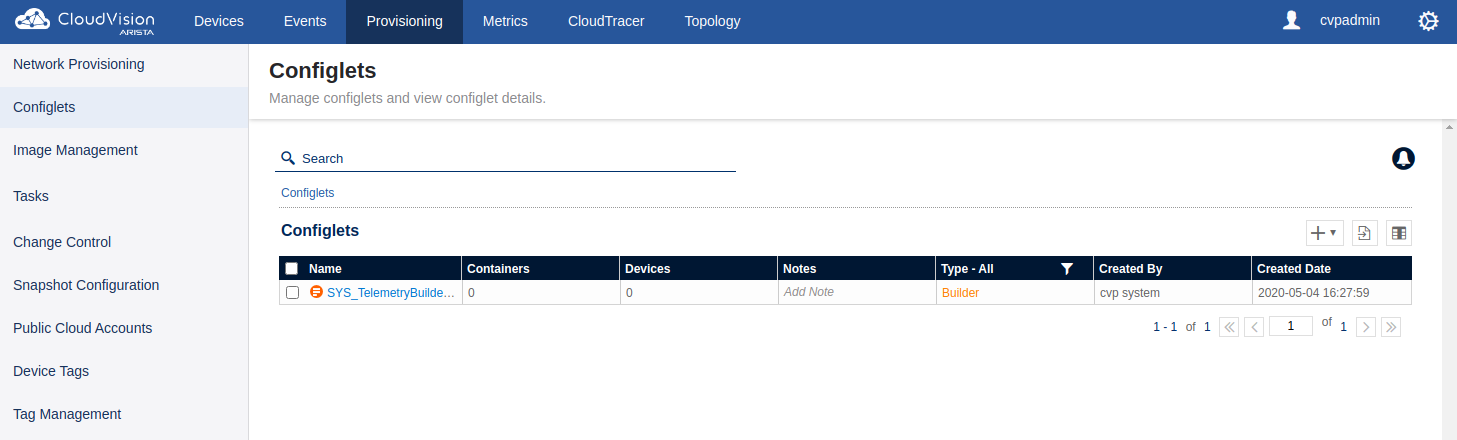 CloudVision
ARISTA
Devices Events Provisioning Metrics CloudTracer Topology cvpadmin
Network Provisioning
Configlets
Image Management
Tasks
Change Control
Snapshot Configuration
Public Cloud Accounts
Device Tags
Tag Management
Configlets
Manage configlets and view configlet details.
Search
Configlets
Configlets
Name Containers Devices Notes Type - All Created By Created Date
SYS_TelemetryBuilde... 0 0 Add Note Builder cvp system 2020-05-04 16:27:59
1 - 1 of 1 1 of 1